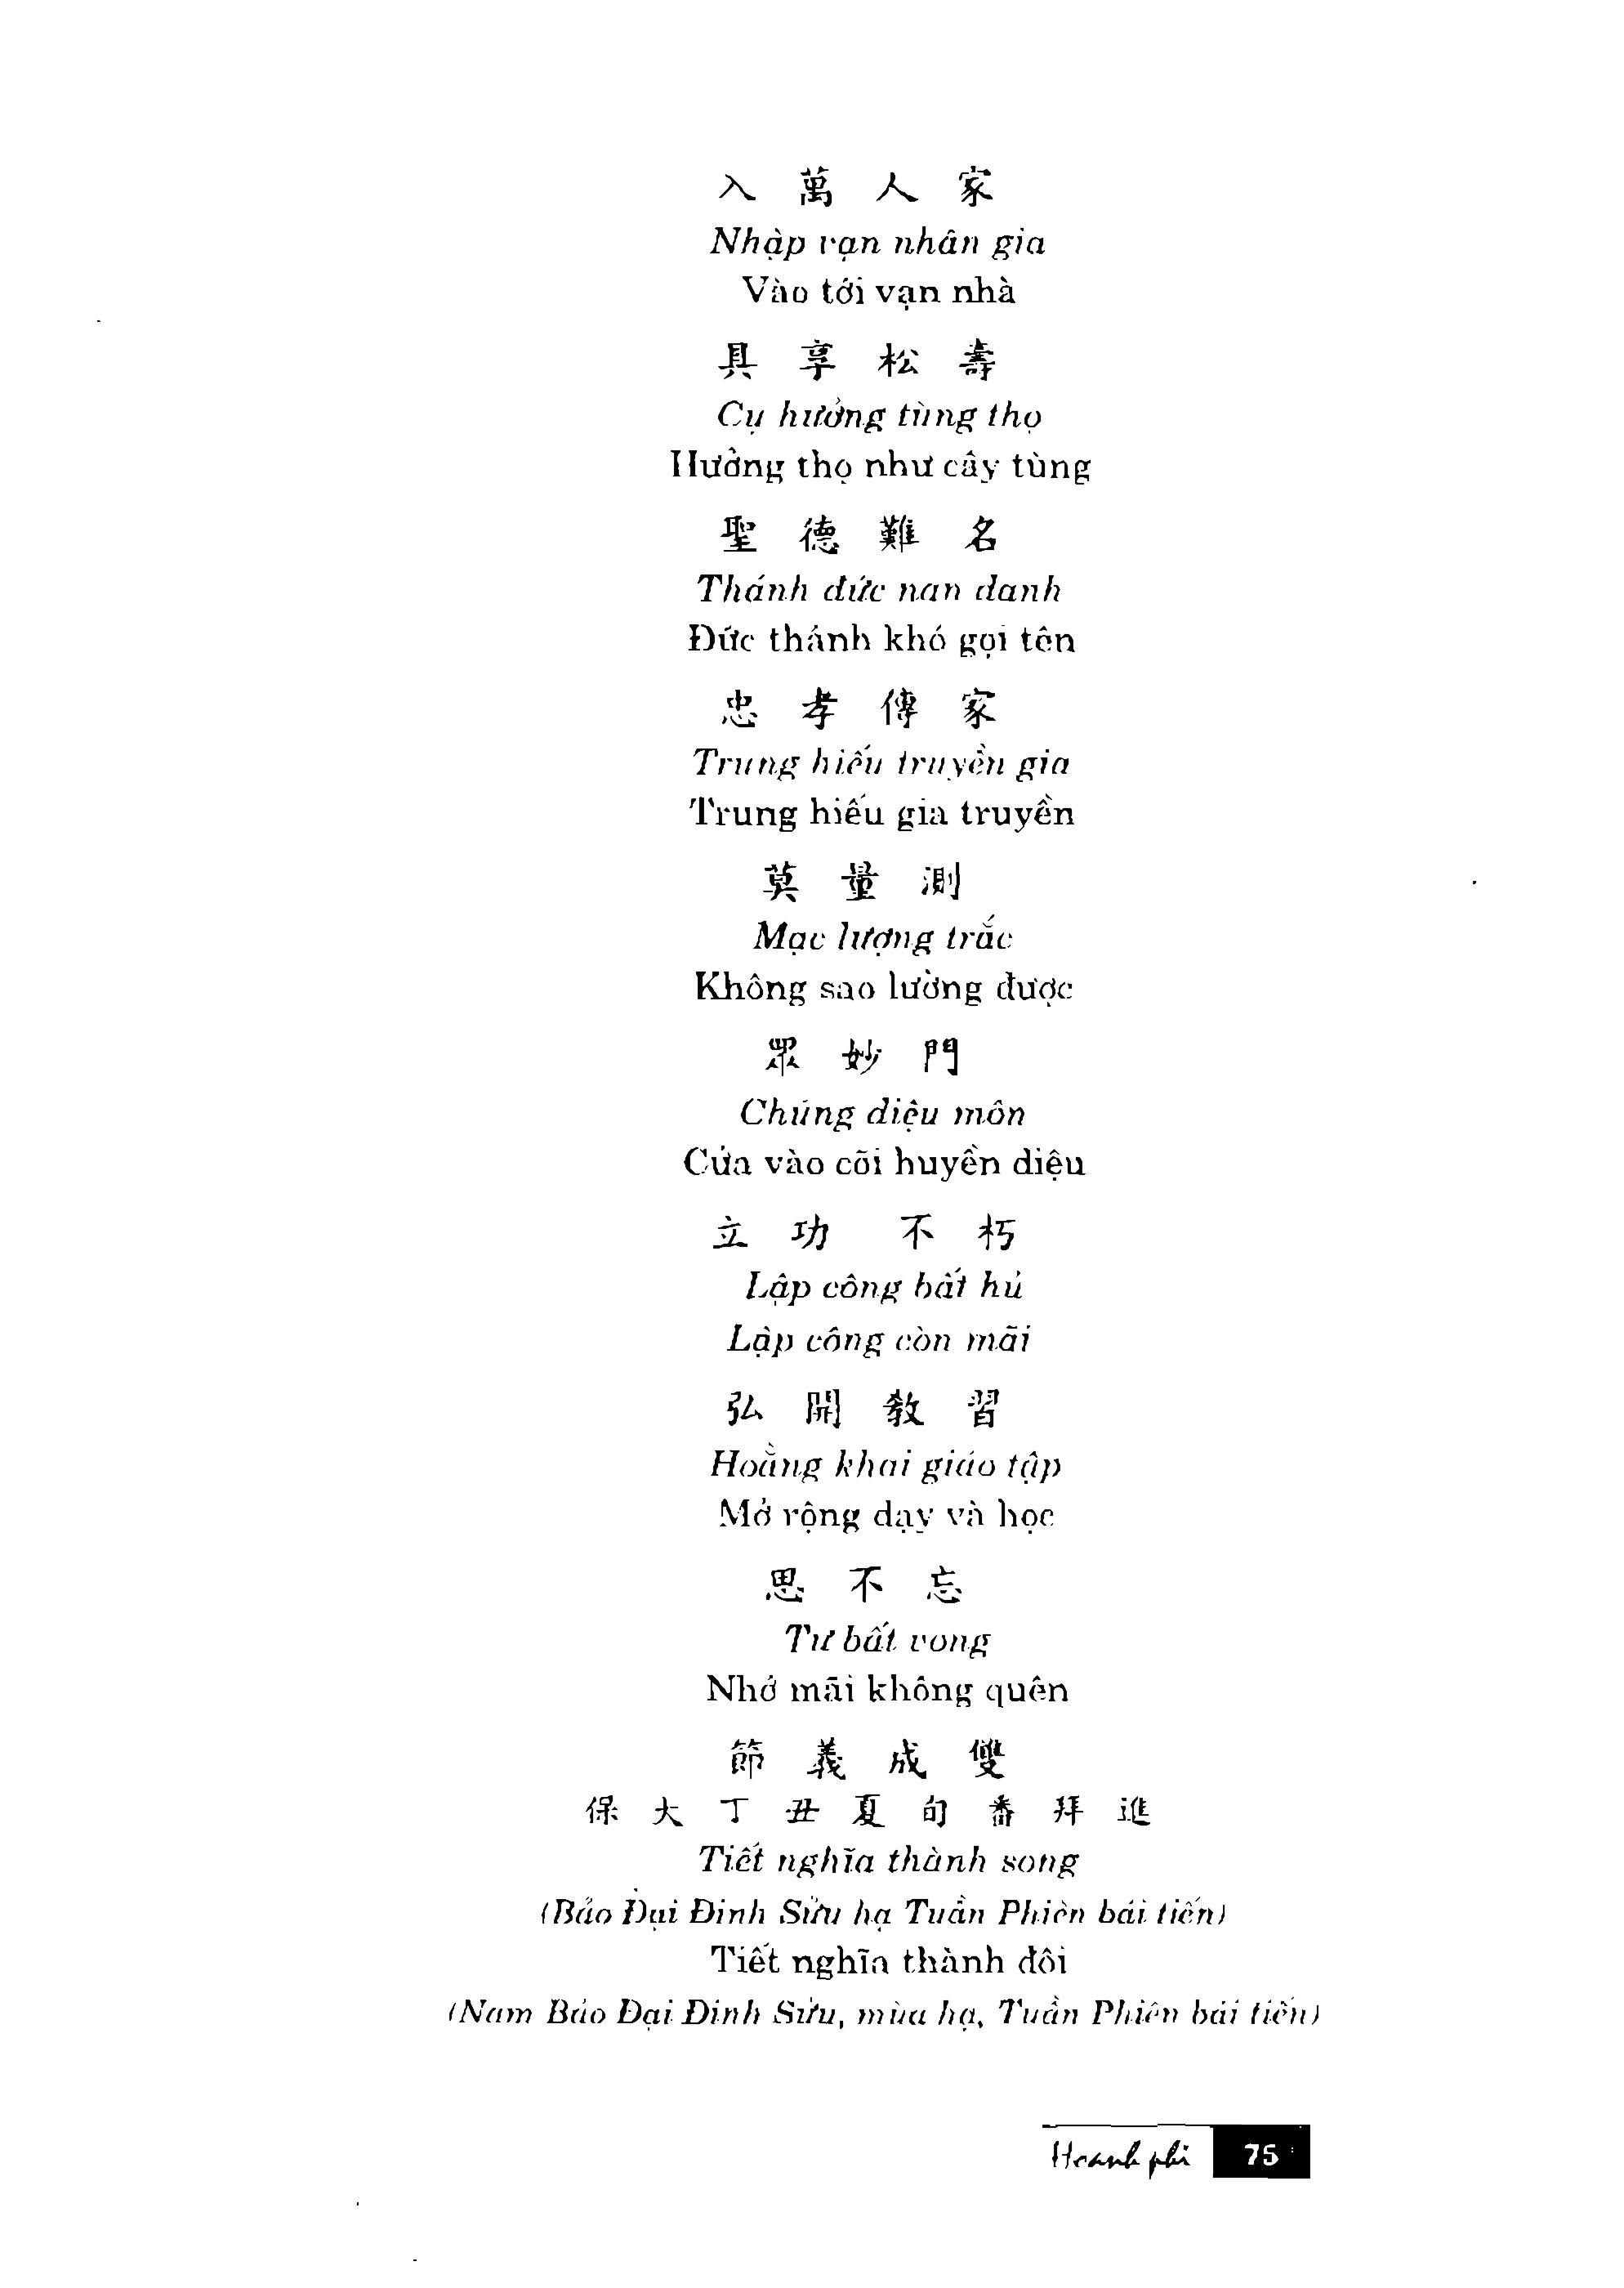 入 萬 人 家
Nhập vạn nhân gia
Vào tới vạn nhà
具 享 松 壽
Cụ hưởng tùng thọ
Hưởng thọ như cây tùng
聖 德 難 名
Thánh đức nan danh
Đức thánh khó gọi tên
忠 孝 傳 家
Trung hiếu truyền gia
Trung hiếu gia truyền
莫 量 測
Mạc lượng trắc
Không sao lường được
眾 妙 門
Chúng diệu môn
Cửa vào cõi huyền diệu
立 功 不 朽
Lập công bất hủ
Lập công còn mãi
弘 開 教 習
Hoằng khai giáo tập
Mở rộng dạy và học
思 不 忘
Tư bất vong
Nhớ mãi không quên
節 義 成 雙
保 大 丁 丑 夏 旬 番 拜 進
Tiết nghĩa thành song
(Bảo Đại Đinh Sửu hạ Tuần Phiên bái tiến)
Tiết nghĩa thành đôi
(Năm Bảo Đại Đinh Sửu, mùa hạ, Tuần Phiên bái tiến)
Hoành phi 75